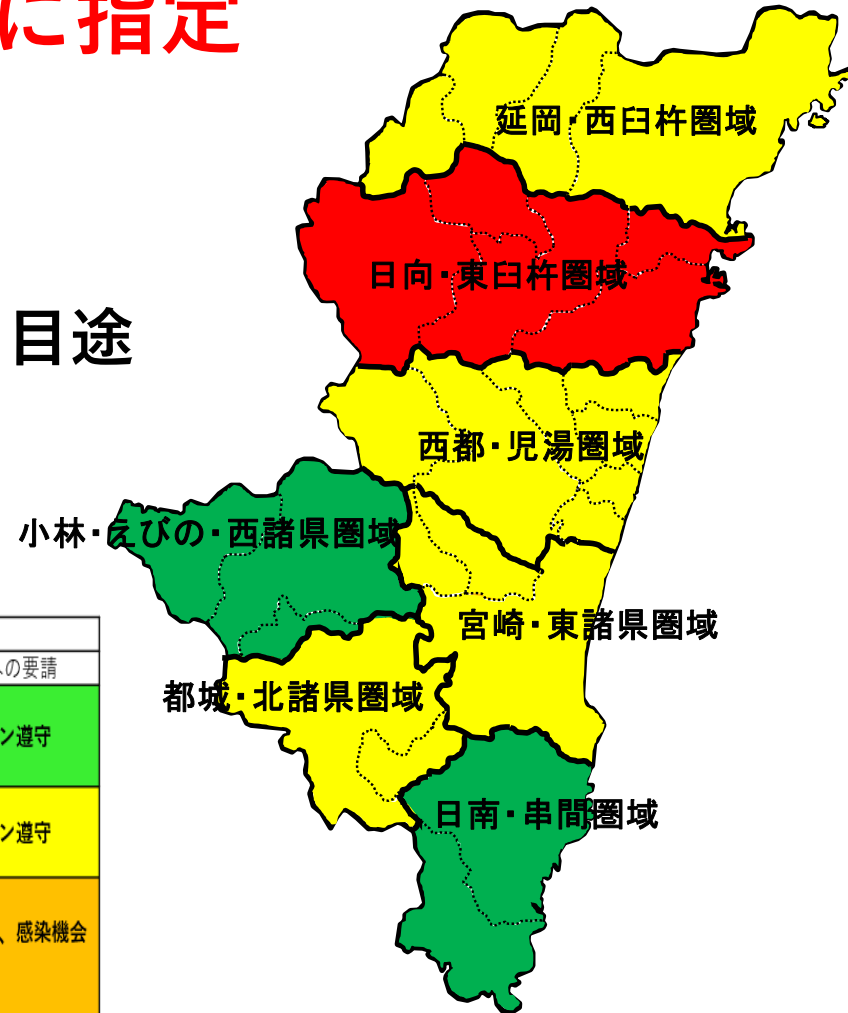 に指定
延岡・西臼杵圏域
日向・東臼杵圏域
目途
西都・児湯圏域
小林・えびの・西諸県圏域
宮崎・東諸県圏域
への要請
都城・北諸県圏域
ン遵守
日南・串間圏域
ン遵守
、感染機会